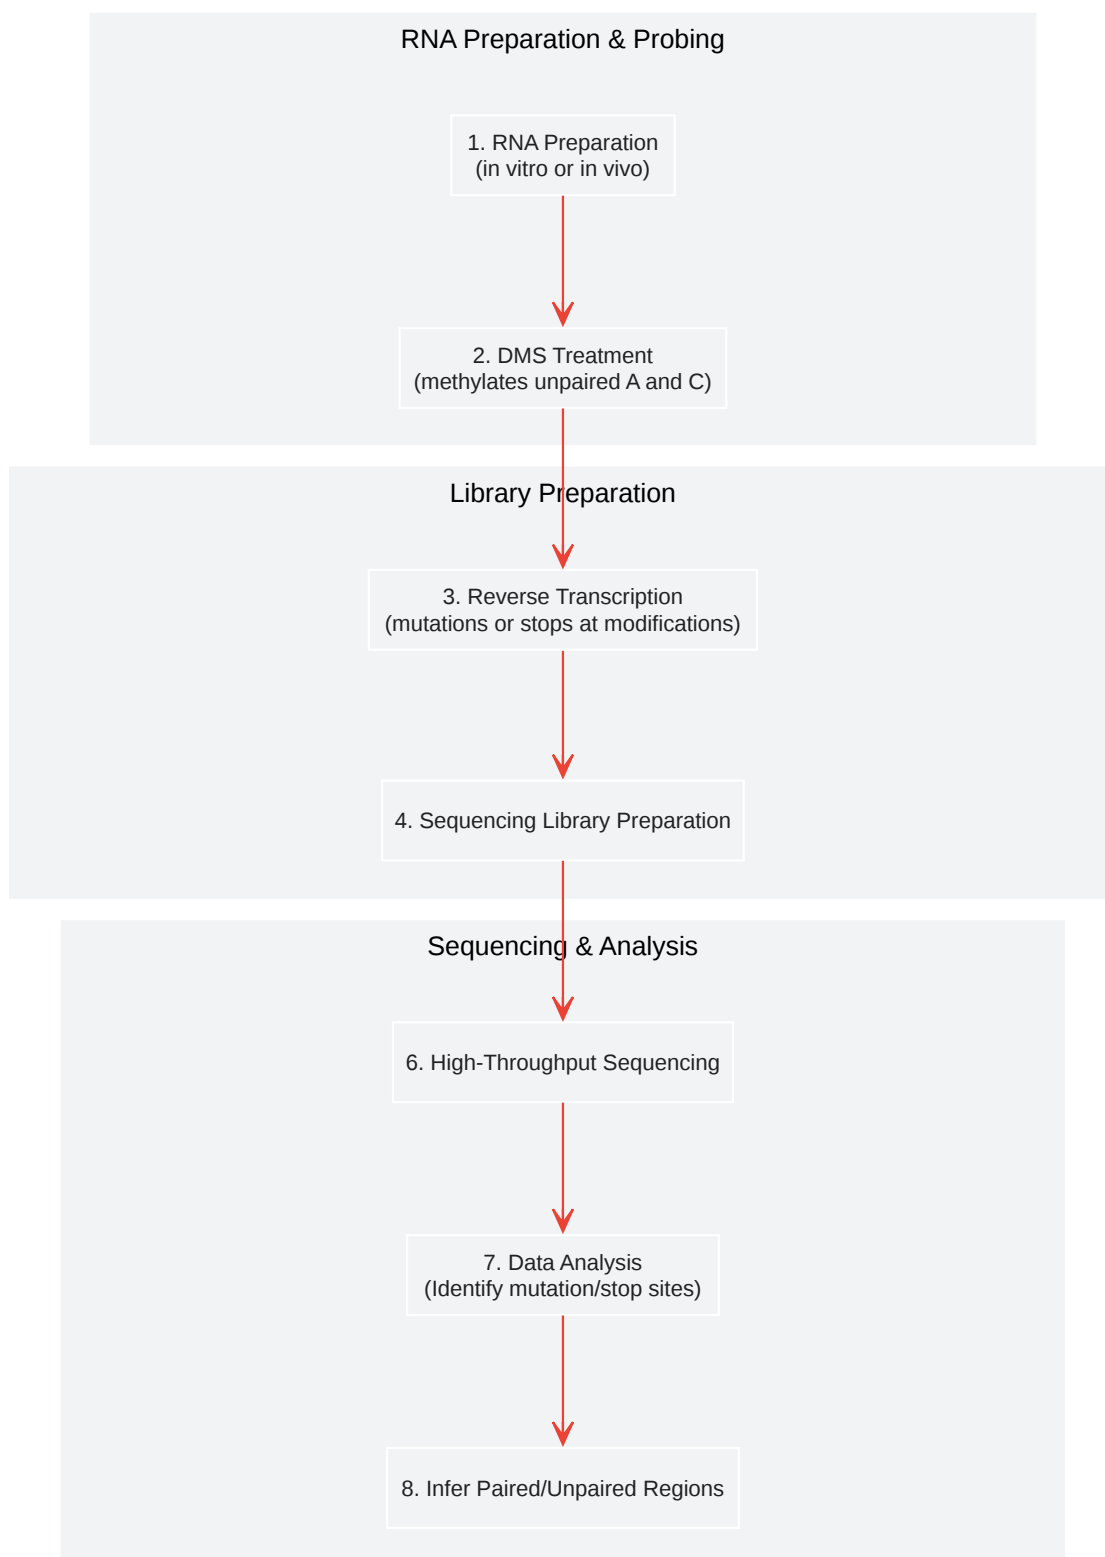 RNA Preparation & Probing
1. RNA Preparation
(in vitro or in vivo)
2. DMS Treatment
(methylates unpaired A and C)
Library Preparation
3. Reverse Transcription
(mutations or stops at modifications)
4. Sequencing Library Preparation
Sequencing & Analysis
6. High-Throughput Sequencing
7. Data Analysis
(Identify mutation/stop sites)
8. Infer Paired/Unpaired Regions